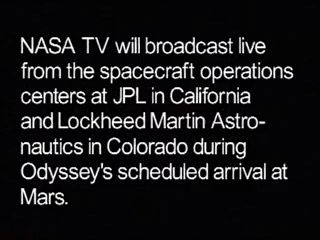 NASA TV will broadcast live
from the spacecraft operations
centers at JPL in California
and Lockheed Martin Astro-
nautics in Colorado during
Odyssey's scheduled arrival at
Mars.